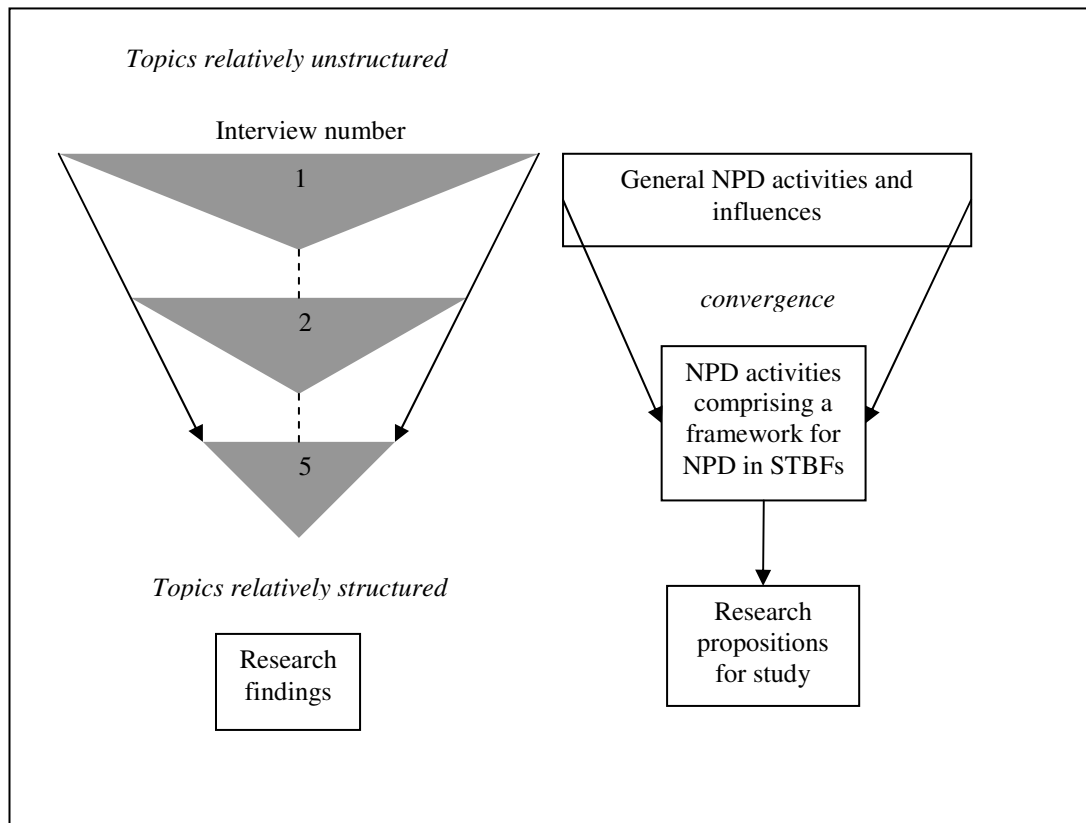 Topics relatively unstructured
Interview number
1
2
5
Topics relatively structured
Research
findings
General NPD activities and
influences
convergence
NPD activities
comprising a
framework for
NPD in STBFs
Research
propositions
for study